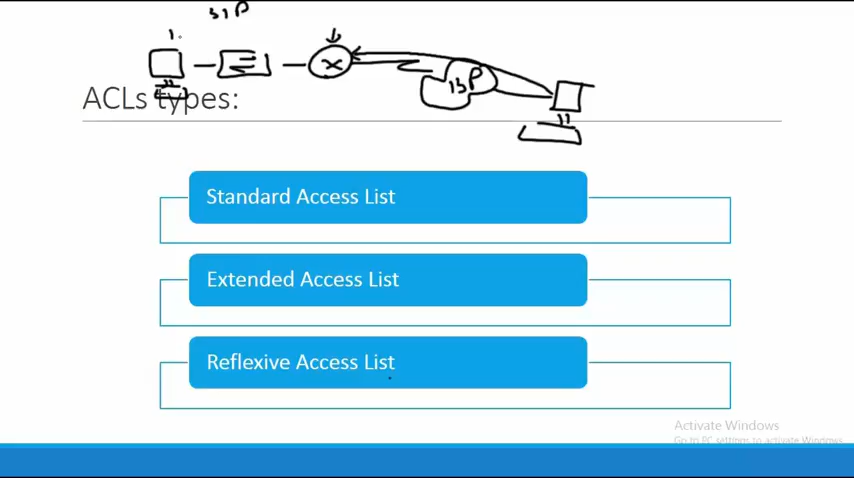 ISP
ACLs types:
Standard Access List
Extended Access List
Reflexive Access List
Activate Windows
Go to PC settings to activate Windows.